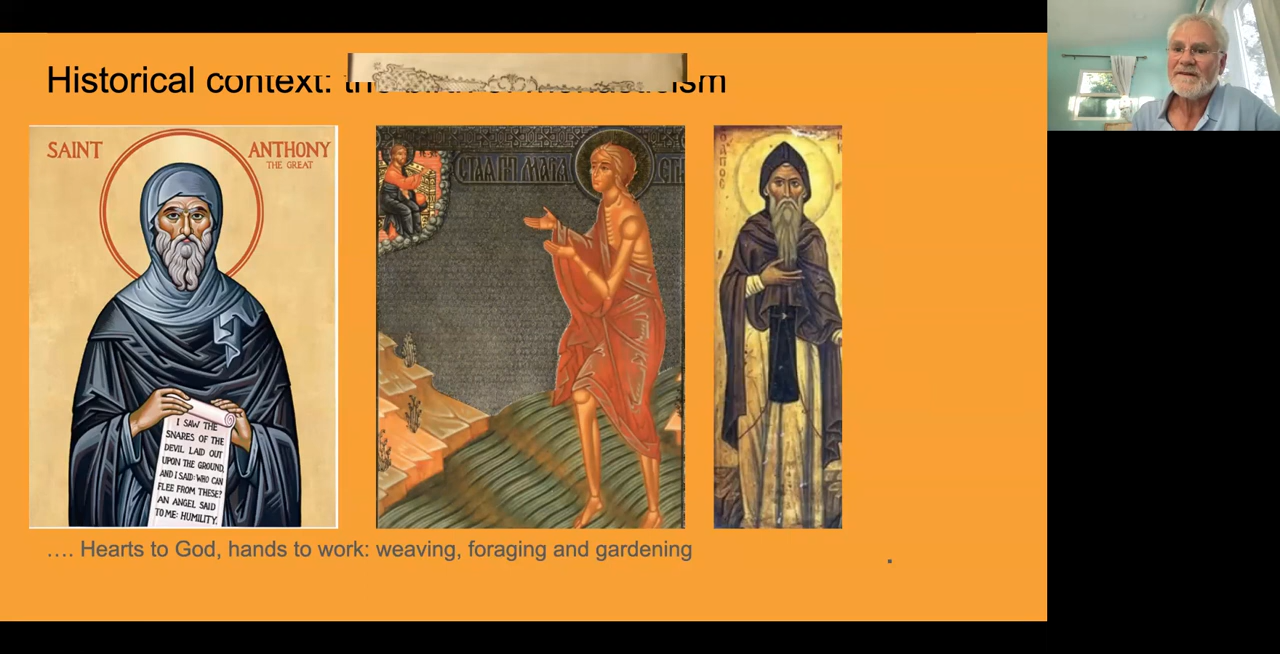 Historical context:
SAINT ANTHONY
THE GREAT
I SAW THE
SNARES OF THE
DEVIL LAID OUT
UPON THE GROUND,
AND I SAID: WHO CAN
FLEE FROM THESE?
AN ANGEL SAID
TO ME: HUMILITY.
.... Hearts to God, hands to work: weaving, foraging and gardening